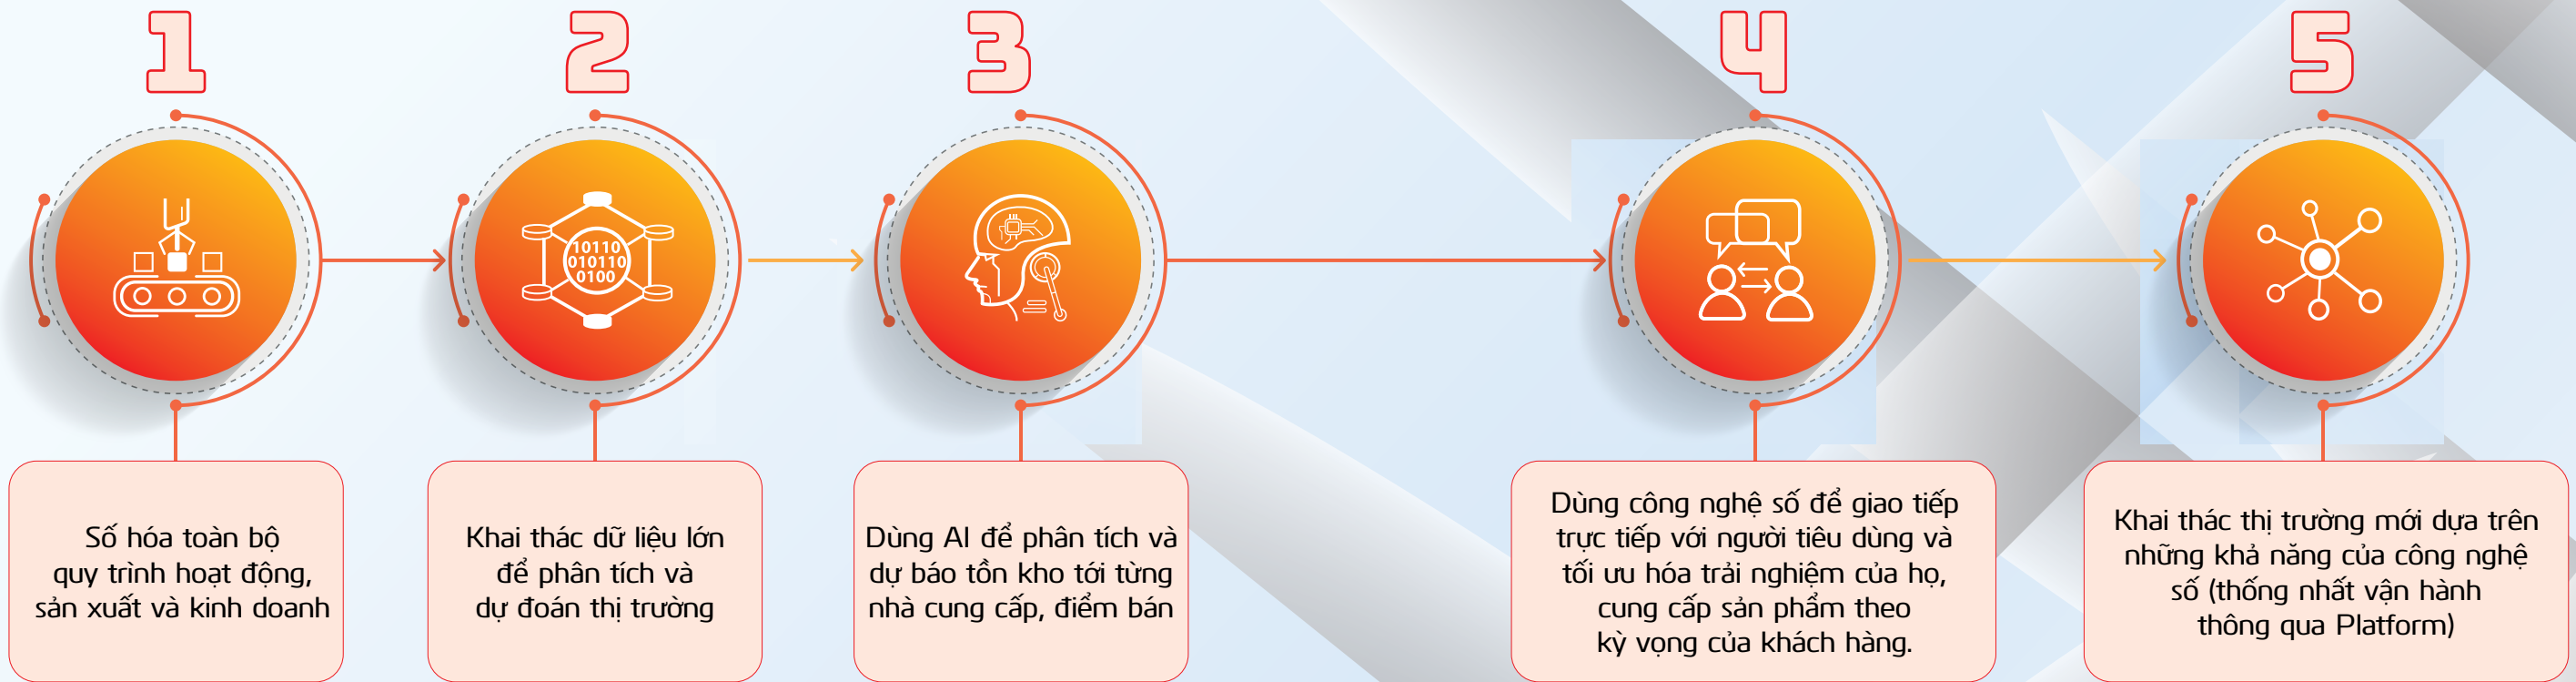 1
2
3
4
5
10110
010110
0100
Số hóa toàn bộ
quy trình hoạt động,
sản xuất và kinh doanh
Khai thác dữ liệu lớn
để phân tích và
dự đoán thị trường
Dùng AI để phân tích và
dự báo tồn kho tới từng
nhà cung cấp, điểm bán
Dùng công nghệ số để giao tiếp
trực tiếp với người tiêu dùng và
tối ưu hóa trải nghiệm của họ,
cung cấp sản phẩm theo
kỳ vọng của khách hàng.
Khai thác thị trường mới dựa trên
những khả năng của công nghệ
số (thống nhất vận hành
thông qua Platform)